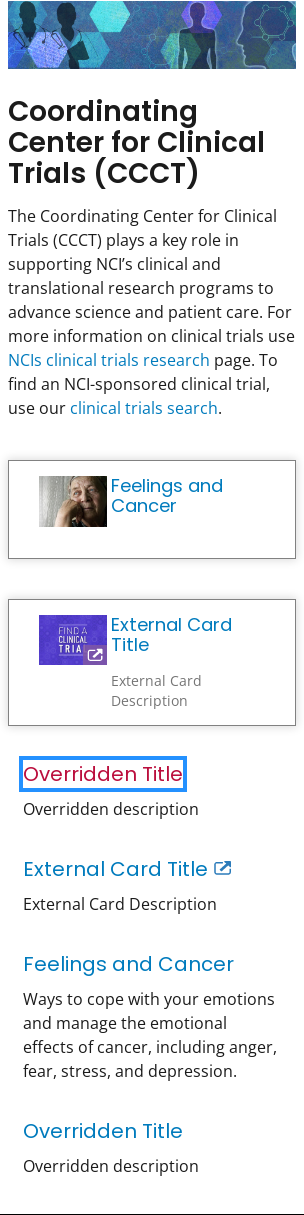 Coordinating
Center for Clinical
Trials (CCCT)
The Coordinating Center for Clinical
Trials (CCCT) plays a key role in
supporting NCI’s clinical and
translational research programs to
advance science and patient care. For
more information on clinical trials use
NCIs clinical trials research page. To
find an NCI-sponsored clinical trial,
use our clinical trials search.
Feelings and
Cancer
FIND A
CLINICAL
TRIA
External Card
Title
External Card
Description
Overridden Title
Overridden description
External Card Title
External Card Description
Feelings and Cancer
Ways to cope with your emotions
and manage the emotional
effects of cancer, including anger,
fear, stress, and depression.
Overridden Title
Overridden description